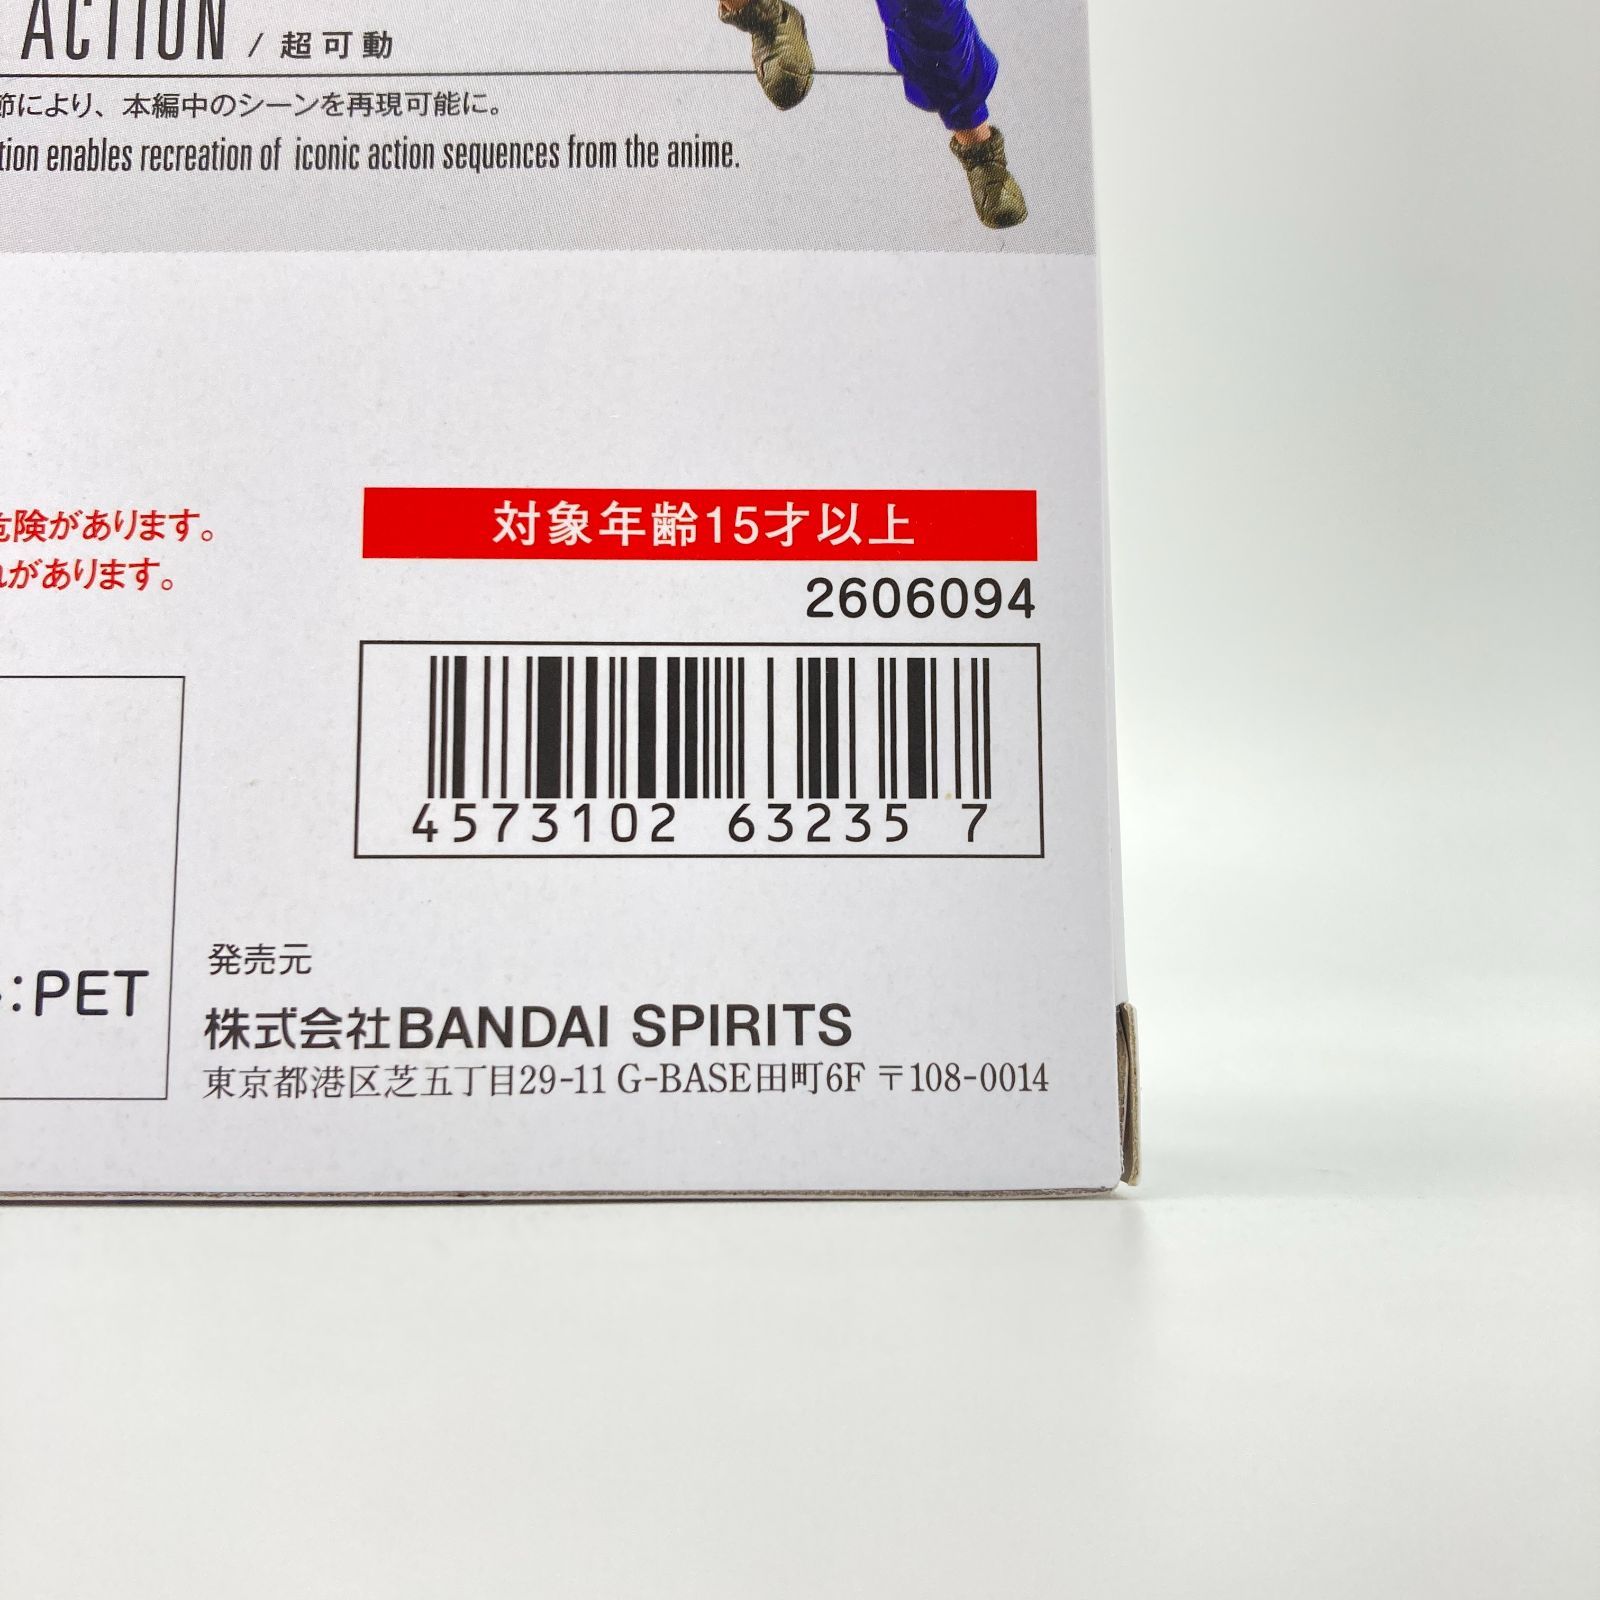 ACTION / 超可動
節により、本編中のシーンを再現可能に。
tion enables recreation of iconic action sequences from the anime.
対象年齢15才以上
危険があります。
れがあります。
2606094
4573102 63235 7
:PET
発売元
株式会社BANDAI SPIRITS
東京都港区芝五丁目29-11 G-BASE田町6F 〒108-0014